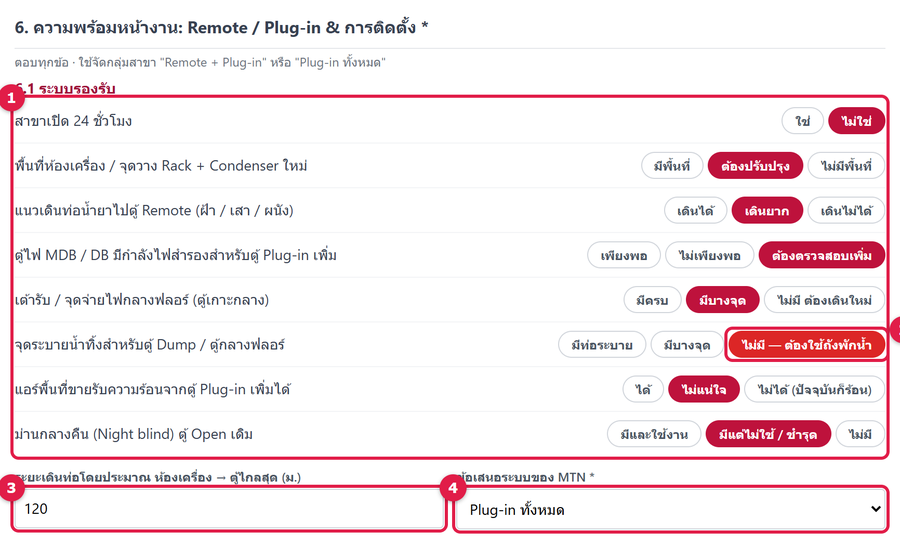 6. ความพร้อมหน้างาน: Remote / Plug-in & การติดตั้ง *
ตอบทุกข้อ · ใช้จัดกลุ่มสาขา "Remote + Plug-in" หรือ "Plug-in ทั้งหมด"
6.1 ระบบรองรับ
1
สาขาเปิด 24 ชั่วโมง ใช่ ไม่ใช่
พื้นที่ห้องเครื่อง / จุดวาง Rack + Condenser ใหม่ มีพื้นที่ ต้องปรับปรุง ไม่มีพื้นที่
แนวเดินท่อน้ำยาไปตู้ Remote (ฝ้า / เสา / ผนัง) เดินได้ เดินยาก เดินไม่ได้
ตู้ไฟ MDB / DB มีกำลังไฟสำรองสำหรับตู้ Plug-in เพิ่ม เพียงพอ ไม่เพียงพอ ต้องตรวจสอบเพิ่ม
เต้ารับ / จุดจ่ายไฟกลางฟลอร์ (ตู้เกาะกลาง) มีครบ มีบางจุด ไม่มี ต้องเดินใหม่
จุดระบายน้ำทิ้งสำหรับตู้ Dump / ตู้กลางฟลอร์ มีท่อระบาย มีบางจุด ไม่มี — ต้องใช้ถังพักน้ำ
แอร์พื้นที่ขายรับความร้อนจากตู้ Plug-in เพิ่มได้ ได้ ไม่แน่ใจ ไม่ได้ (ปัจจุบันก็ร้อน)
ม่านกลางคืน (Night blind) ตู้ Open เดิม มีและใช้งาน มีแต่ไม่ใช้ / ชำรุด ไม่มี
ระยะเดินท่อโดยประมาณ ห้องเครื่อง → ตู้ไกลสุด (ม.) ข้อเสนอระบบของ MTN *
3 120 4 Plug-in ทั้งหมด